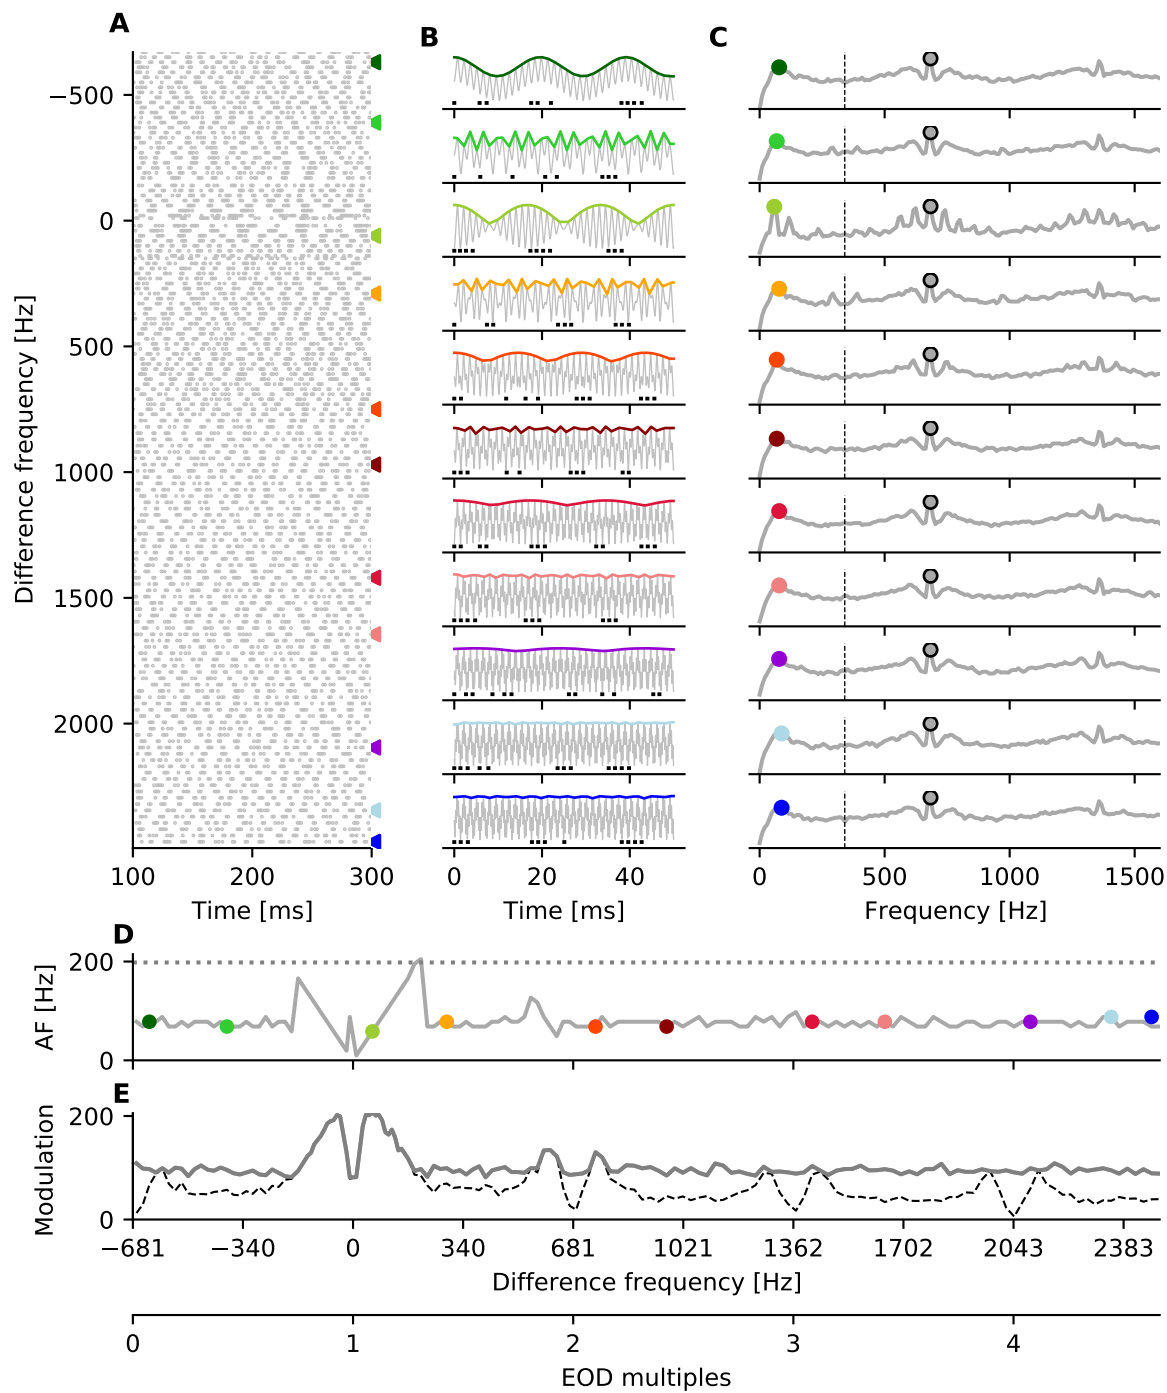 A
B
C
−500
0
500
1000
1500
2000
Difference frequency [Hz]
100
200
300
Time [ms]
0
20
40
Time [ms]
0
500
1000
1500
Frequency [Hz]
D
200
0
AF [Hz]
E
200
0
Modulation
−681
−340
0
340
681
1021
1362
1702
2043
2383
Difference frequency [Hz]
0
1
2
3
4
EOD multiples